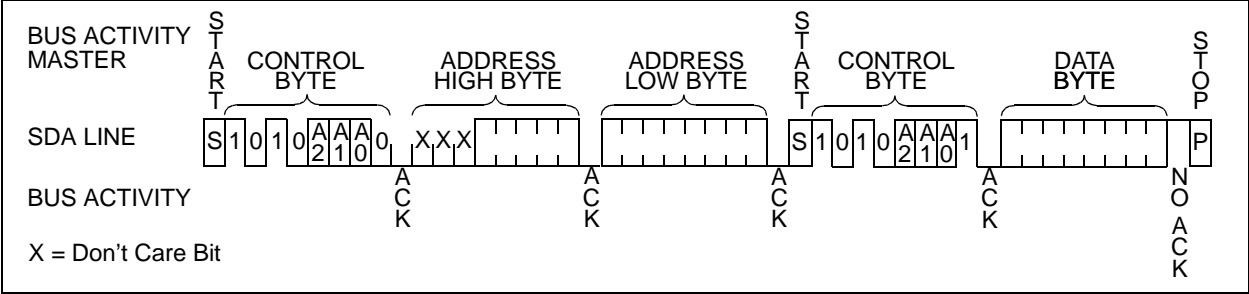 BUS ACTIVITY
MASTER
START
CONTROL
BYTE
ADDRESS
HIGH BYTE
ADDRESS
LOW BYTE
START
CONTROL
BYTE
DATA
BYTE
STOP
SDA LINE
S 1 0 1 0 A2 A1 A0 0 X X X S 1 0 1 0 A2 A1 A0 1 P
BUS ACTIVITY
ACK
ACK
ACK
ACK
NO ACK
X = Don't Care Bit